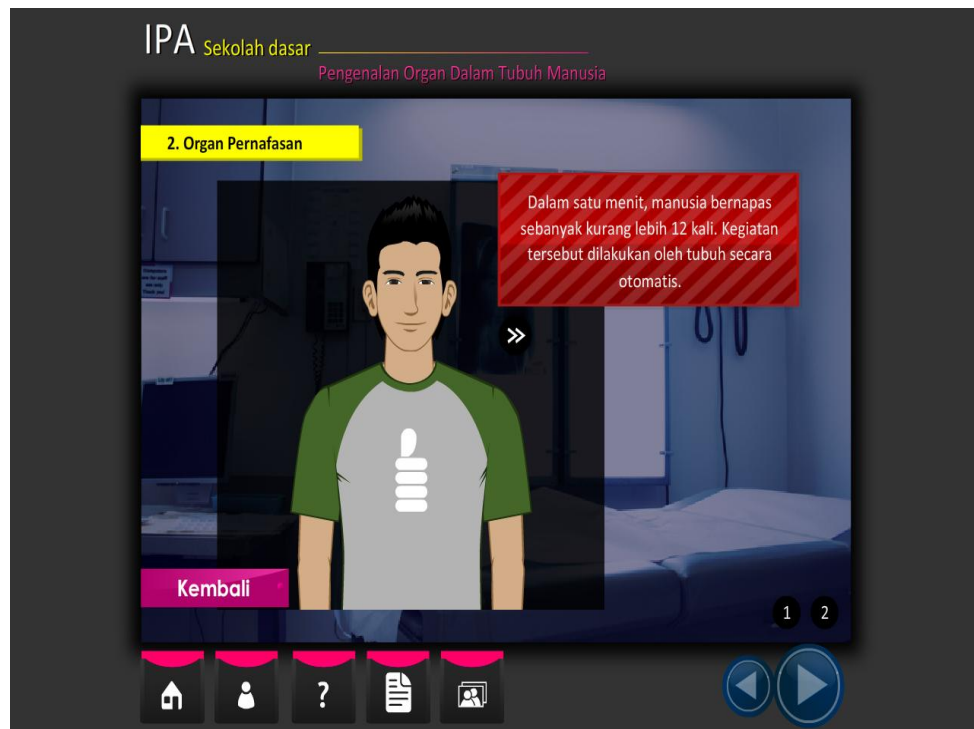 IPA Sekolah dasar
Pengenalan Organ Dalam Tubuh Manusia
2. Organ Pernafasan
Dalam satu menit, manusia bernapas
sebanyak kurang lebih 12 kali. Kegiatan
tersebut dilakukan oleh tubuh secara
otomatis.
Kembali
1 2
?